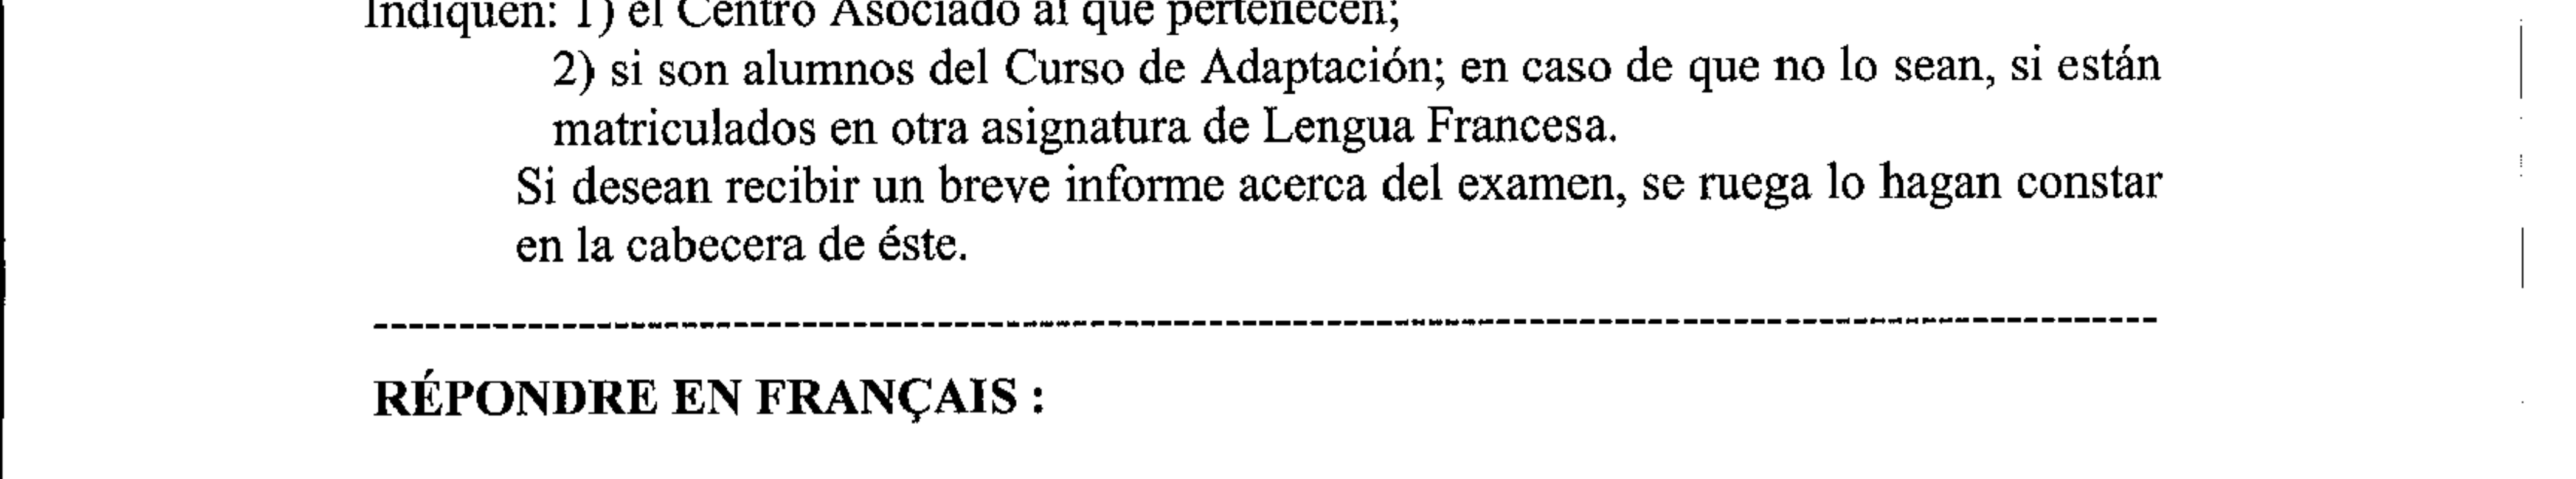 Indiquen: 1) el Centro Asociado al que pertenecen;
2) si son alumnos del Curso de Adaptación; en caso de que no lo sean, si están
matriculados en otra asignatura de Lengua Francesa.
Si desean recibir un breve informe acerca del examen, se ruega lo hagan constar
en la cabecera de éste.
RÉPONDRE EN FRANÇAIS :